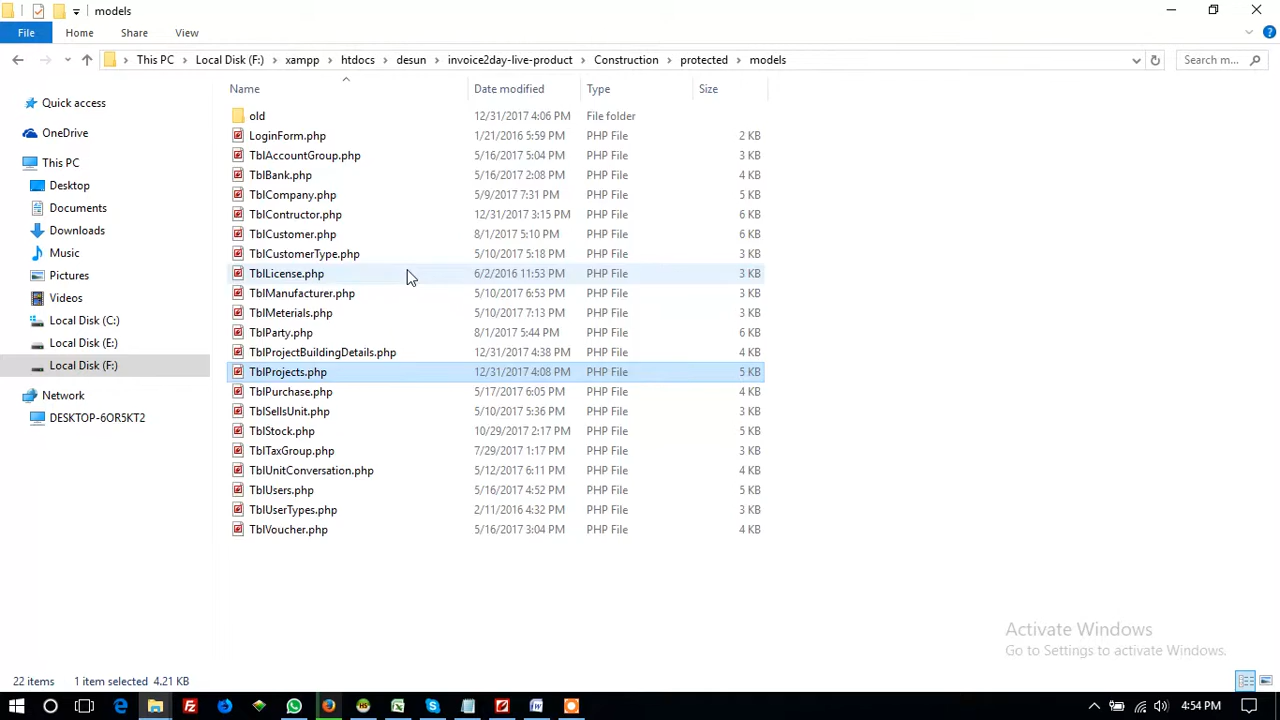 models
File Home Share View
This PC Local Disk (F:) xampp htdocs desun invoice2day-live-product Construction protected models Search m...
Name Date modified Type Size
Quick access
OneDrive
This PC
Desktop
Documents
Downloads
Music
Pictures
Videos
Local Disk (C:)
Local Disk (E:)
Local Disk (F:)
Network
DESKTOP-6OR5KT2
old 12/31/2017 4:06 PM File folder
LoginForm.php 1/21/2016 5:59 PM PHP File 2 KB
TblAccountGroup.php 5/16/2017 5:04 PM PHP File 3 KB
TblBank.php 5/16/2017 2:08 PM PHP File 4 KB
TblCompany.php 5/9/2017 7:31 PM PHP File 5 KB
TblContructor.php 12/31/2017 3:15 PM PHP File 6 KB
TblCustomer.php 8/1/2017 5:10 PM PHP File 6 KB
TblCustomerType.php 5/10/2017 5:18 PM PHP File 3 KB
TblLicense.php 6/2/2016 11:53 PM PHP File 3 KB
TblManufacturer.php 5/10/2017 6:53 PM PHP File 3 KB
TblMeterials.php 5/10/2017 7:13 PM PHP File 3 KB
TblParty.php 8/1/2017 5:44 PM PHP File 6 KB
TblProjectBuildingDetails.php 12/31/2017 4:38 PM PHP File 4 KB
TblProjects.php 12/31/2017 4:08 PM PHP File 5 KB
TblPurchase.php 5/17/2017 6:05 PM PHP File 4 KB
TblSellsUnit.php 5/10/2017 5:36 PM PHP File 3 KB
TblStock.php 10/29/2017 2:17 PM PHP File 5 KB
TblTaxGroup.php 7/29/2017 1:17 PM PHP File 3 KB
TblUnitConversation.php 5/12/2017 6:11 PM PHP File 4 KB
TblUsers.php 5/16/2017 4:52 PM PHP File 5 KB
TblUserTypes.php 2/11/2016 4:32 PM PHP File 3 KB
TblVoucher.php 5/16/2017 3:04 PM PHP File 4 KB
Activate Windows
Go to Settings to activate Windows.
22 items 1 item selected 4.21 KB
4:54 PM